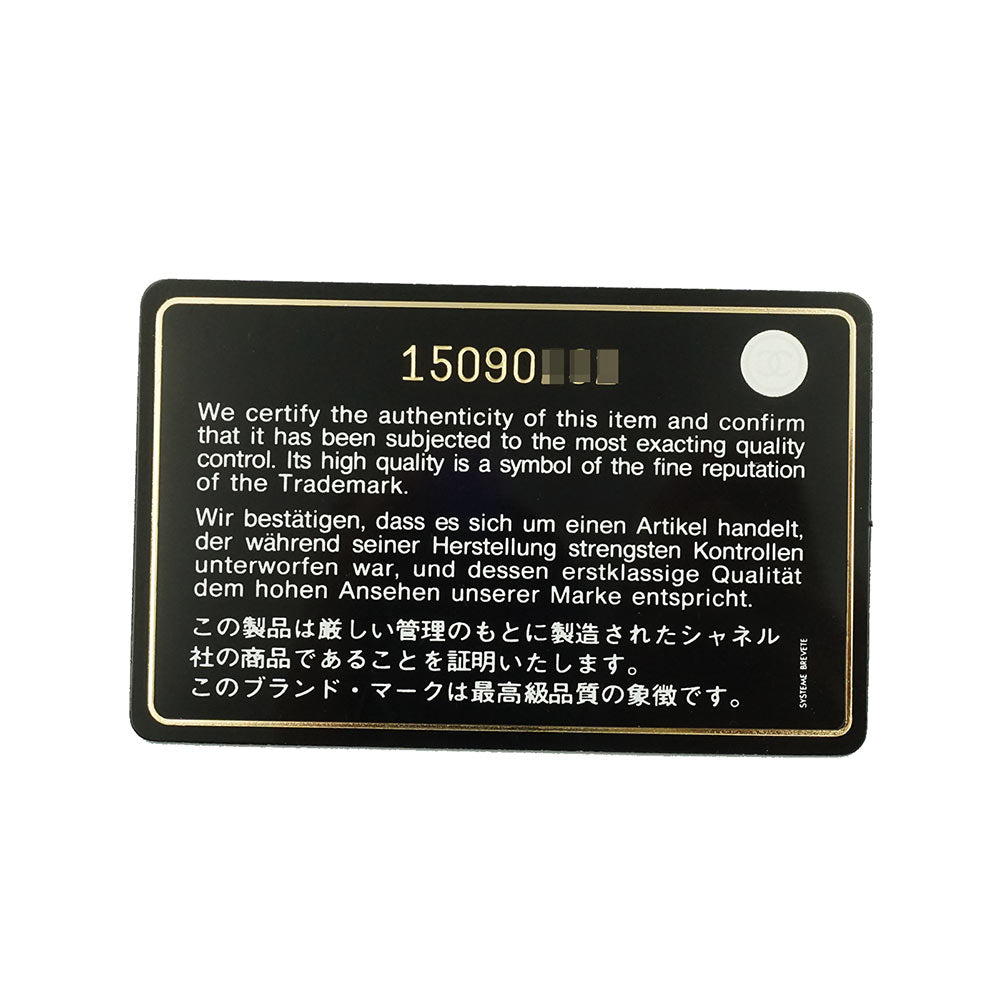 15090
We certify the authenticity of this item and confirm
that it has been subjected to the most exacting quality
control. Its high quality is a symbol of the fine reputation
of the Trademark.
Wir bestätigen, dass es sich um einen Artikel handelt,
der während seiner Herstellung strengsten Kontrollen
unterworfen war, und dessen erstklassige Qualität
dem hohen Ansehen unserer Marke entspricht.
この製品は厳しい管理のもとに製造されたシャネル
社の商品であることを証明いたします。
このブランド・マークは最高級品質の象徴です。
SYSTEME BREVETE